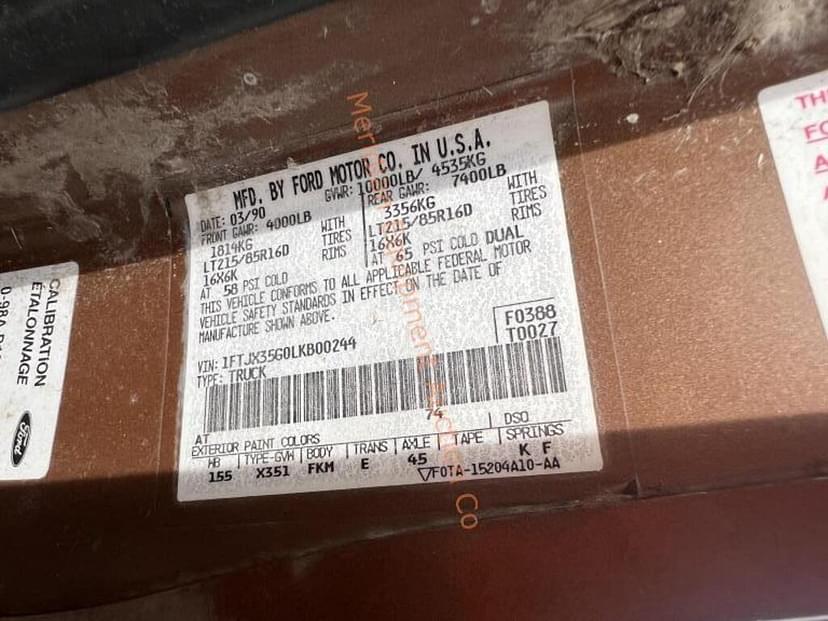 MFD. BY FORD MOTOR CO. IN U.S.A.
DATE: 03/90 GVWR: 10000LB/ 4535KG
FRONT GAWR: 4000LB REAR GAWR: 7400LB
1814KG WITH 3356KG WITH
LT215/85R16D TIRES LT215/85R16D TIRES
16X6K RIMS 16X6K RIMS
AT 58 PSI COLD AT 65 PSI COLD DUAL
THIS VEHICLE CONFORMS TO ALL APPLICABLE FEDERAL MOTOR
VEHICLE SAFETY STANDARDS IN EFFECT ON THE DATE OF
MANUFACTURE SHOWN ABOVE.
F0388
T0027
VIN: 1FTJX35G0LKB00244
TYPE: TRUCK
74
AT DSO
EXTERIOR PAINT COLORS
WB TYPE-GVW BODY TRANS AXLE TAPE SPRINGS
155 X351 FKM E 45 K F
F0TA-15204A10-AA
CALIBRATION
ETALONNAGE
Ford
TH
FO
A
Co